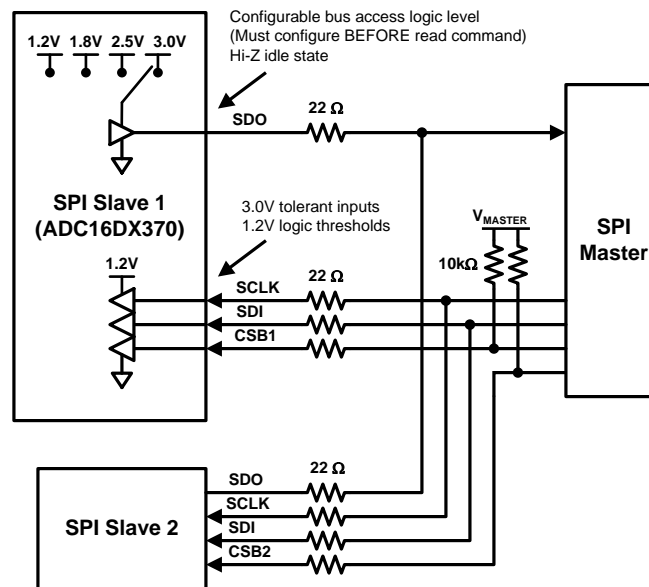 Configurable bus access logic level
(Must configure BEFORE read command)
Hi-Z idle state
1.2V 1.8V 2.5V 3.0V
SDO
22 Ω
SPI Slave 1
(ADC16DX370)
3.0V tolerant inputs
1.2V logic thresholds
VMASTER
SPI
Master
10kΩ
1.2V
SCLK
22 Ω
SDI
CSB1
SPI Slave 2
SDO
22 Ω
SCLK
SDI
CSB2